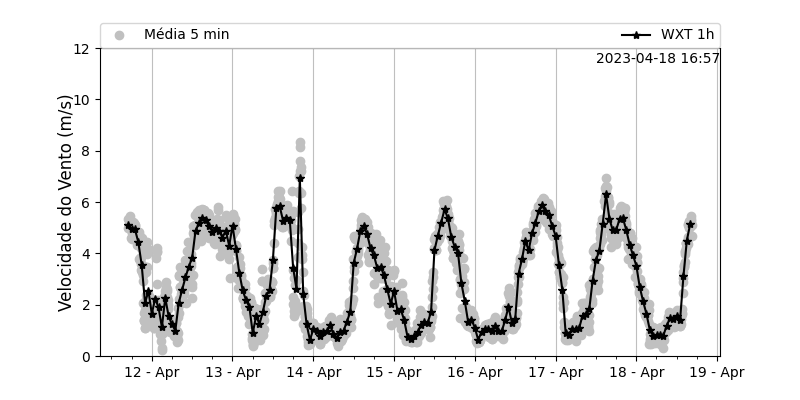 Média 5 min
WXT 1h
2023-04-18 16:57
Velocidade do Vento (m/s)
12
10
8
6
4
2
0
12 - Apr
13 - Apr
14 - Apr
15 - Apr
16 - Apr
17 - Apr
18 - Apr
19 - Apr